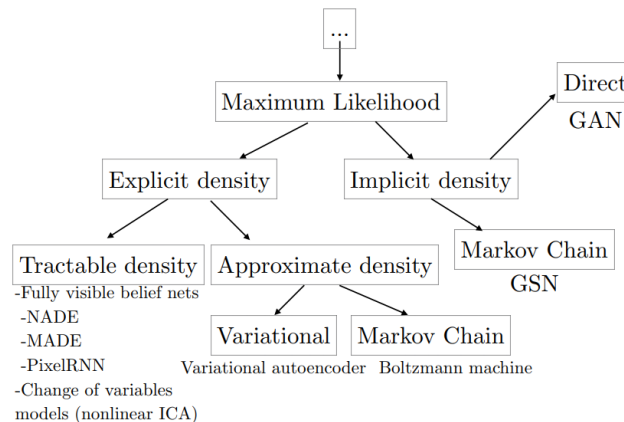 ...
Maximum Likelihood
Direct
GAN
Explicit density
Implicit density
Tractable density
-Fully visible belief nets
-NADE
-MADE
-PixelRNN
-Change of variables
models (nonlinear ICA)
Approximate density
Variational
Variational autoencoder
Markov Chain
Boltzmann machine
Markov Chain
GSN